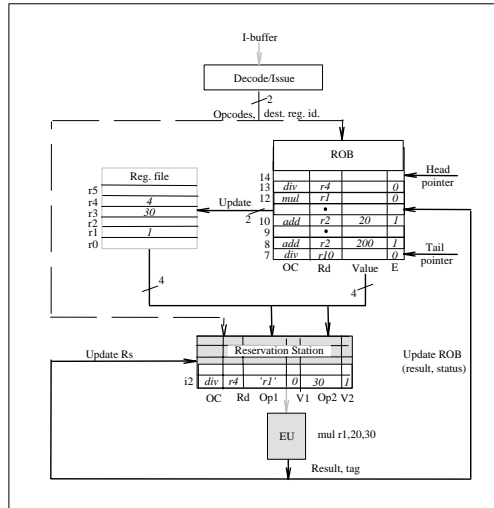 I-buffer
Decode/Issue
2
Opcodes, dest. reg. id.
ROB
14
13 div r4 0
12 mul r1 0
•
10 add r2 20 1
9 •
8 add r2 200 1
7 div r10 0
OC Rd Value E
Head pointer
Tail pointer
Reg. file
r5
r4 4
r3 30
r2
r1 1
r0
Update
2
4
4
Update Rs
Reservation Station
i2 div r4 'r1' 0 30 1
OC Rd Op1 V1 Op2 V2
Update ROB
(result, status)
EU
mul r1,20,30
Result, tag